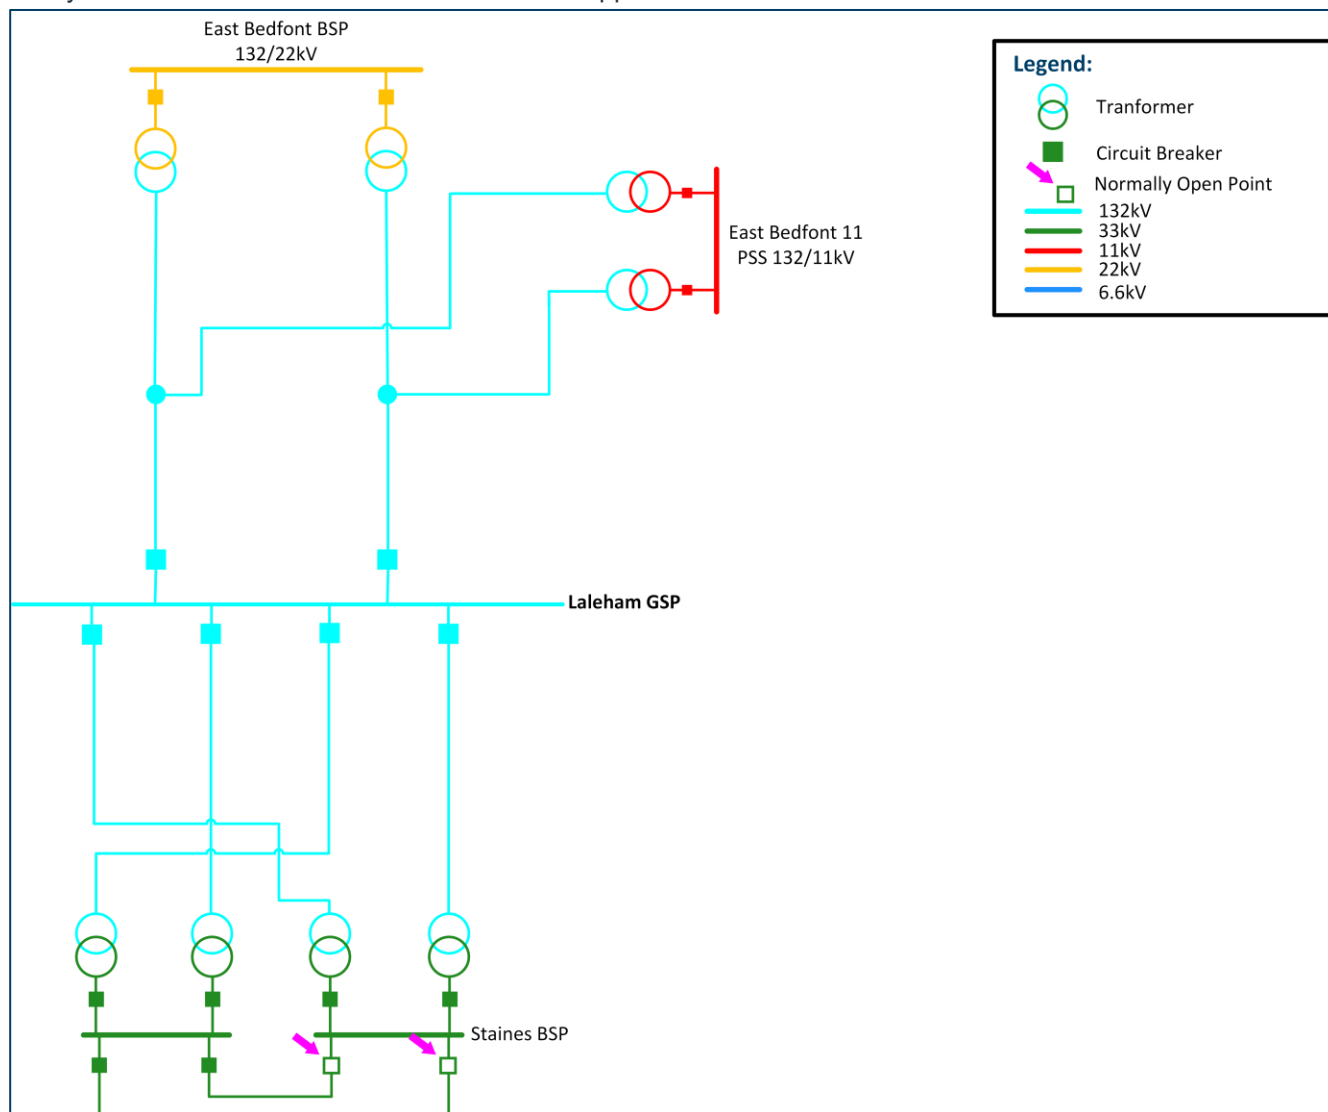 East Bedfont BSP
132/22kV
Legend:
Tranformer
Circuit Breaker
Normally Open Point
132kV
33kV
11kV
22kV
6.6kV
East Bedfont 11
PSS 132/11kV
Laleham GSP
Staines BSP